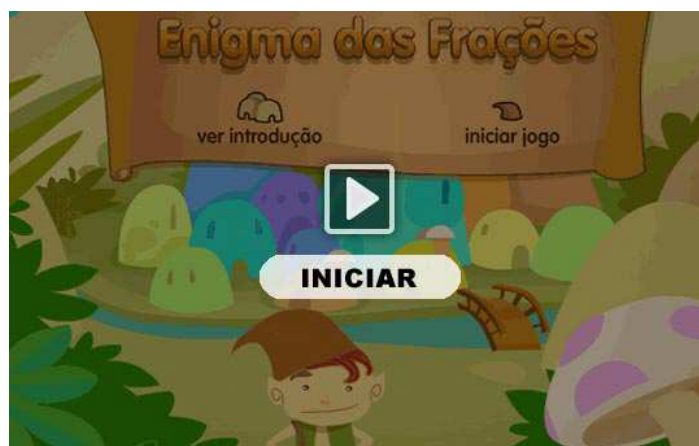 Enigma das Frações
ver introdução
iniciar jogo
INICIAR